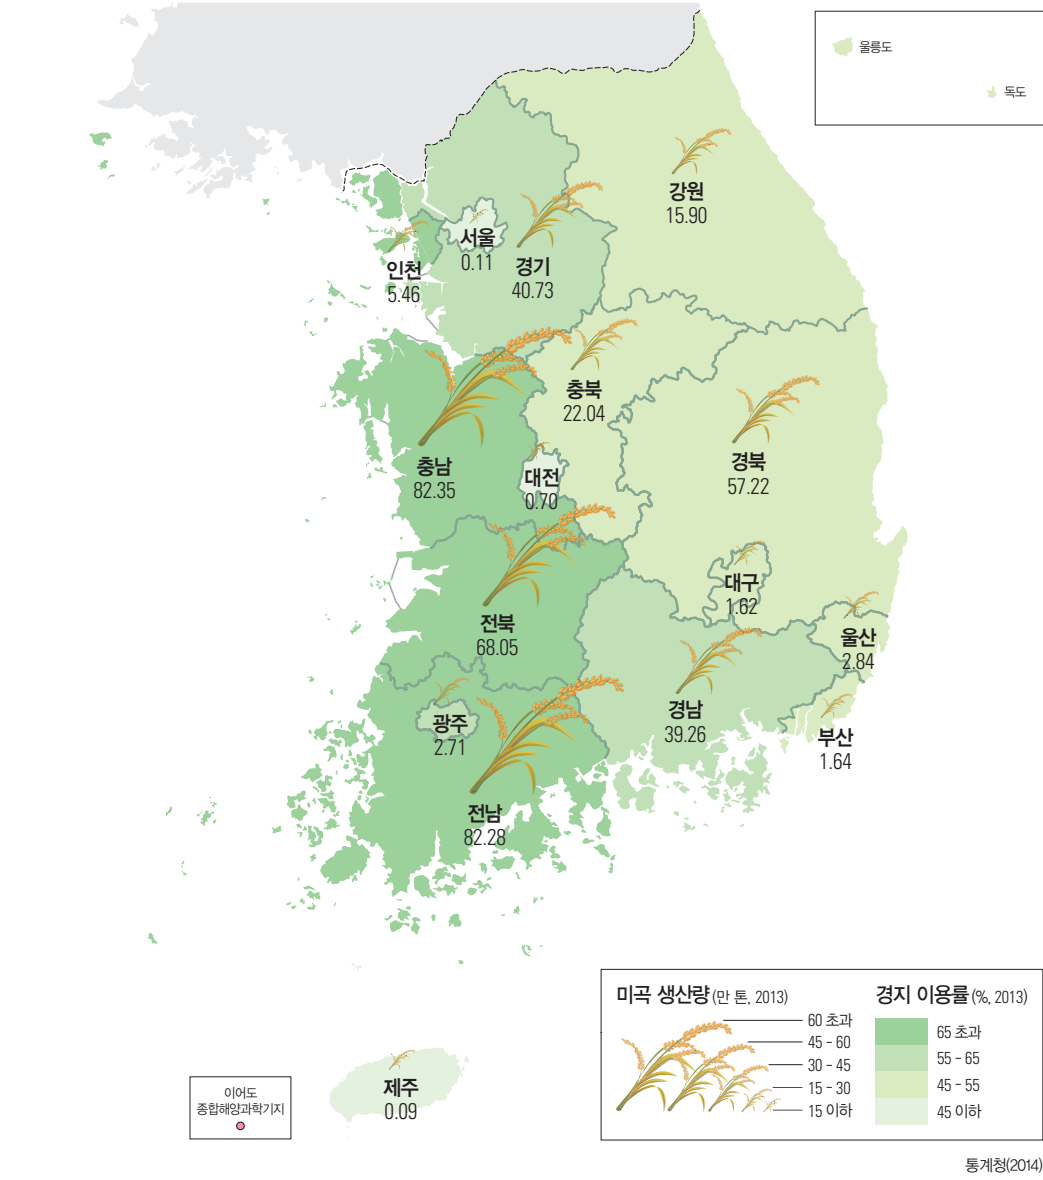 울릉도
독도
강원
15.90
서울
0.11
경기
40.73
인천
5.46
충북
22.04
경북
57.22
충남
82.35
대전
0.70
대구
1.62
전북
68.05
울산
2.84
경남
39.26
광주
2.71
부산
1.64
전남
82.28
제주
0.09
이어도
종합해양과학기지
미곡 생산량 (만 톤, 2013)
60 초과
45 - 60
30 - 45
15 - 30
15 이하
경지 이용률 (%, 2013)
65 초과
55 - 65
45 - 55
45 이하
통계청(2014)